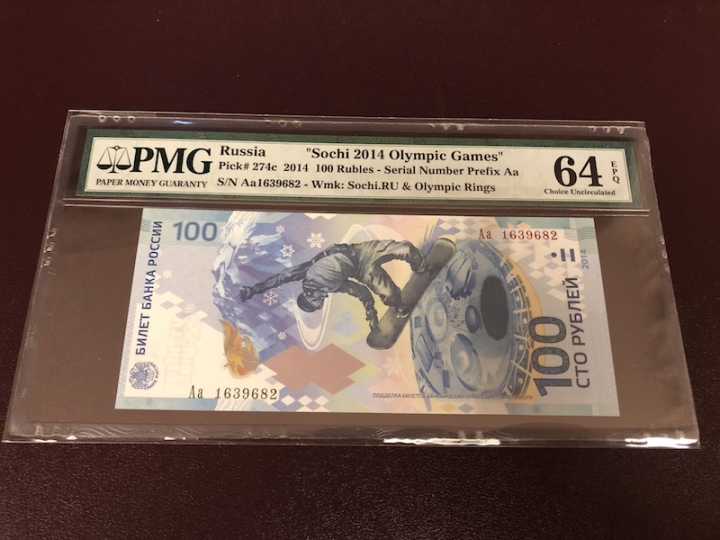 PMG
PAPER MONEY GUARANTY
Russia "Sochi 2014 Olympic Games"
Pick# 274c 2014 100 Rubles - Serial Number Prefix Aa
S/N Aa1639682 - Wmk: Sochi.RU & Olympic Rings
64 EPQ
Choice Uncirculated
100
Аа 1639682
БИЛЕТ БАНКА РОССИИ
2014
100
СТО РУБЛЕЙ
Аа 1639682
ПОДДЕЛКА БИЛЕТОВ